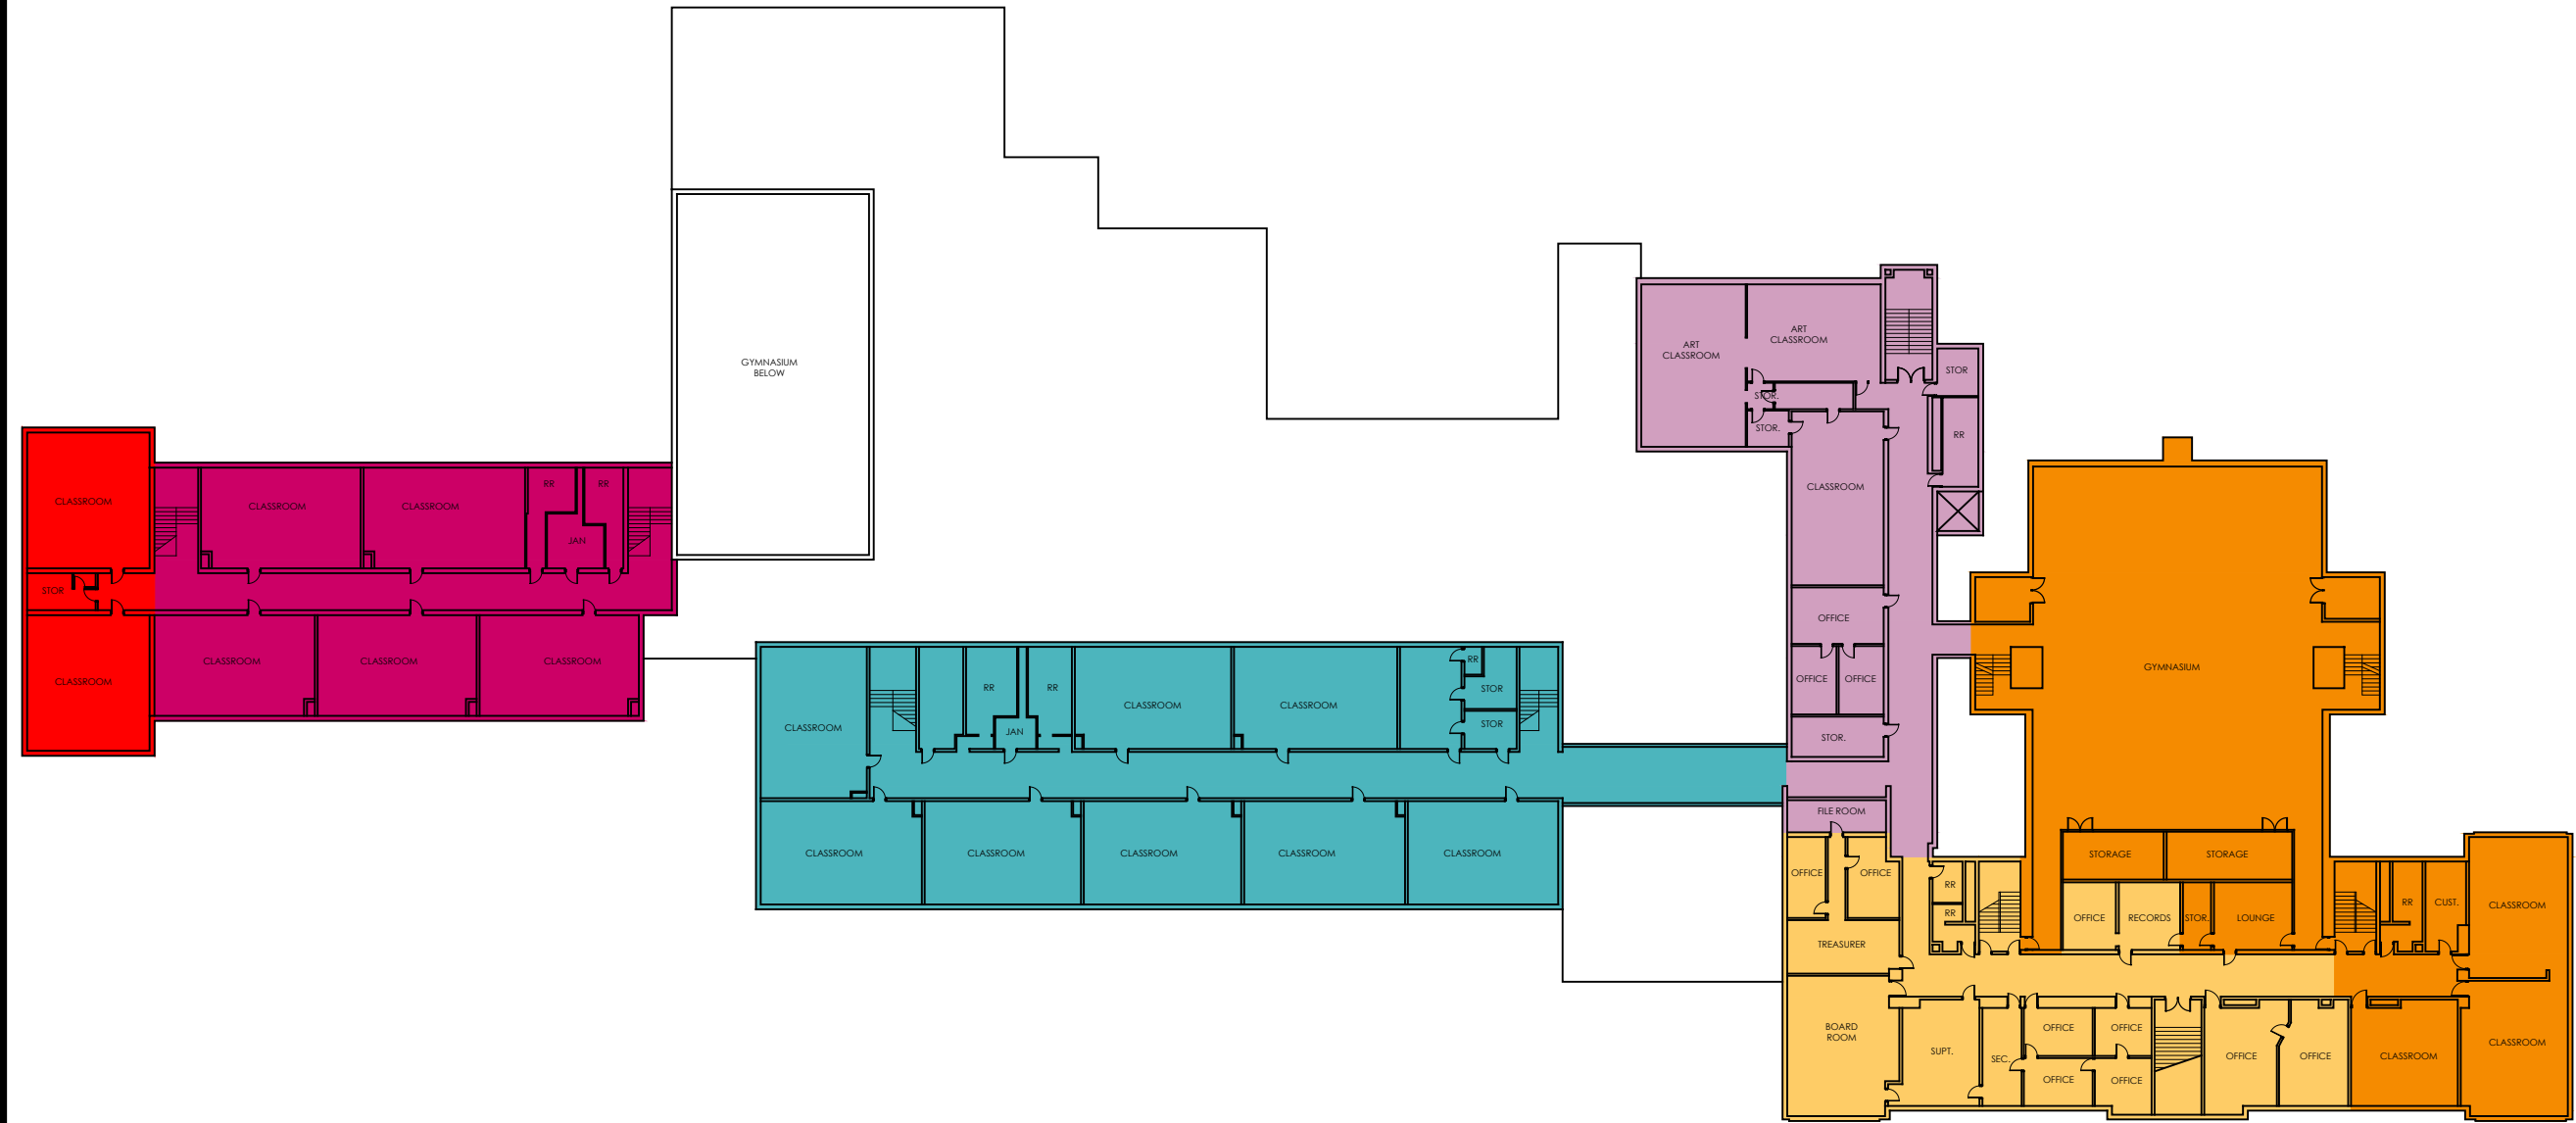 GYMNASIUM
BELOW
CLASSROOM
CLASSROOM
CLASSROOM
RR
RR
JAN
STOR
CLASSROOM
CLASSROOM
CLASSROOM
CLASSROOM
CLASSROOM
RR
RR
JAN
CLASSROOM
CLASSROOM
RR
STOR
STOR
CLASSROOM
CLASSROOM
CLASSROOM
CLASSROOM
CLASSROOM
ART
CLASSROOM
ART
CLASSROOM
STOR.
STOR.
STOR
RR
CLASSROOM
OFFICE
OFFICE
OFFICE
STOR.
FILE ROOM
GYMNASIUM
STORAGE
STORAGE
OFFICE
OFFICE
RR
RR
OFFICE
RECORDS
STOR.
LOUNGE
RR
CUST.
CLASSROOM
TREASURER
BOARD
ROOM
SUPT.
SEC.
OFFICE
OFFICE
OFFICE
OFFICE
OFFICE
OFFICE
CLASSROOM
CLASSROOM